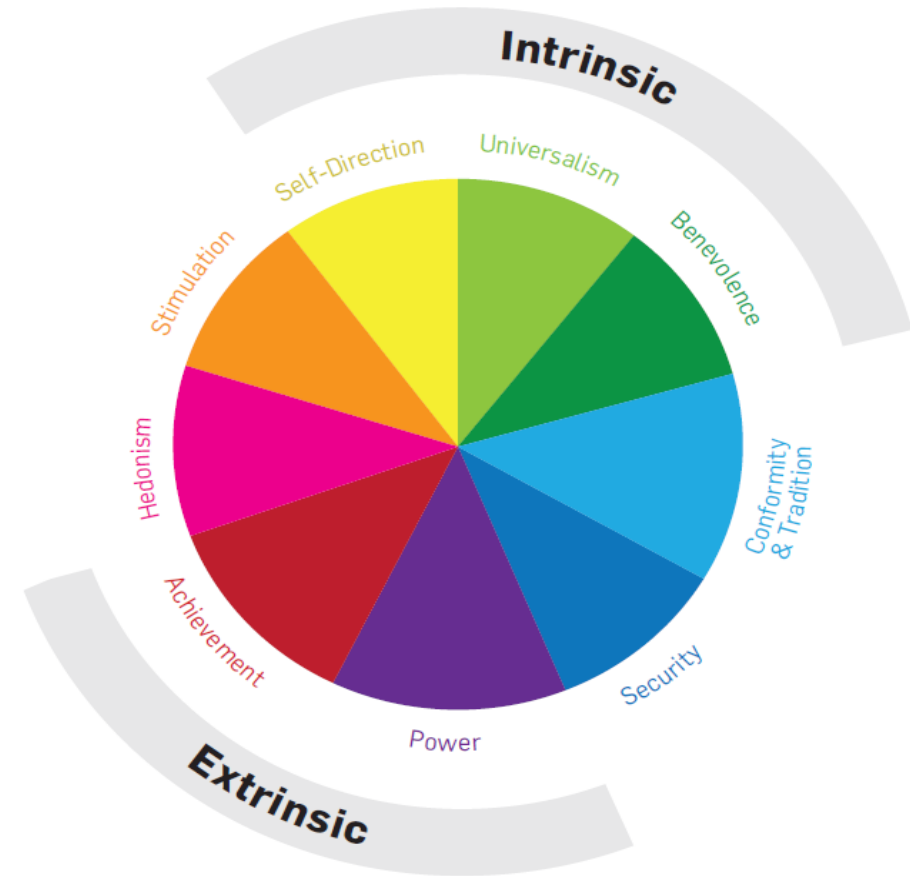 Intrinsic
Self-Direction
Universalism
Stimulation
Benevolence
Hedonism
Conformity
& Tradition
Achievement
Security
Power
Extrinsic